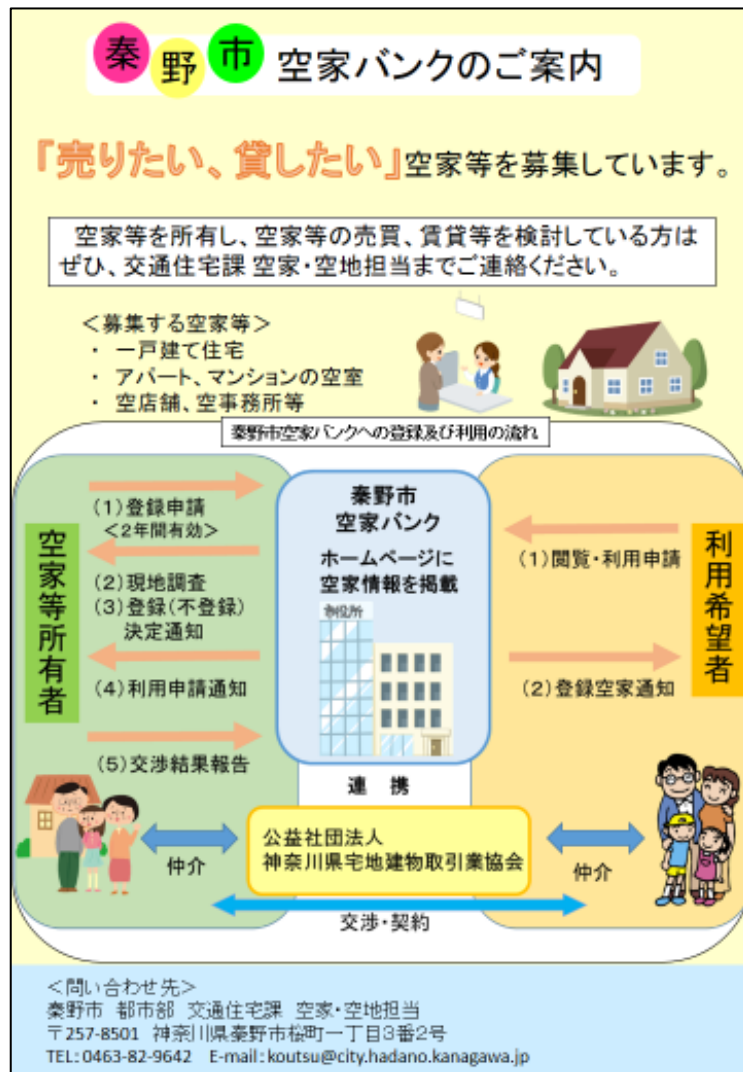 秦野市 空家バンクのご案内
『売りたい、貸したい』空家等を募集しています。
空家等を所有し、空家等の売買、賃貸等を検討している方は
ぜひ、交通住宅課 空家・空地担当までご連絡ください。
＜募集する空家等＞
・ 一戸建て住宅
・ アパート、マンションの空室
・ 空店舗、空事務所等
秦野市空家バンクへの登録及び利用の流れ
空家等所有者
(1)登録申請
＜2年間有効＞
(2)現地調査
(3)登録(不登録)
決定通知
(4)利用申請通知
(5)交渉結果報告
秦野市
空家バンク
ホームページに
空家情報を掲載
市役所
(1)閲覧・利用申請
(2)登録空家通知
利用希望者
連 携
公益社団法人
神奈川県宅地建物取引業協会
仲介
仲介
交渉・契約
＜問い合わせ先＞
秦野市 都市部 交通住宅課 空家・空地担当
〒257-8501 神奈川県秦野市桜町一丁目3番2号
TEL：0463-82-9642 E-mail：koutsu@city.hadano.kanagawa.jp